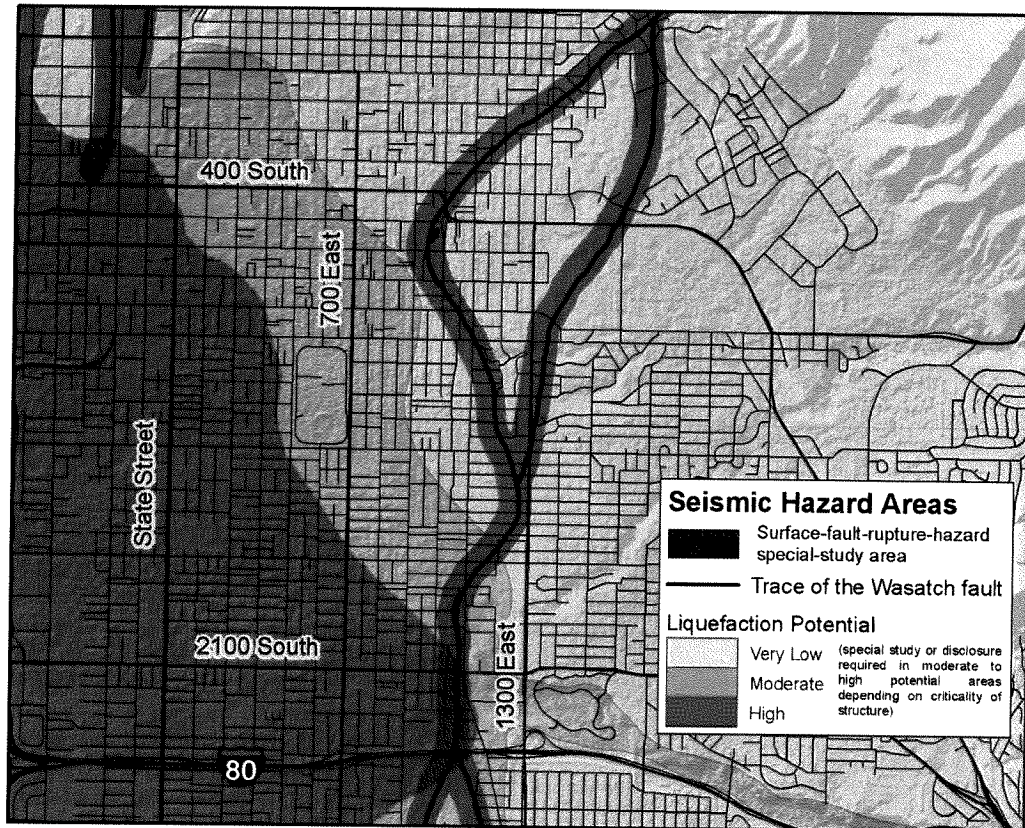 400 South
700 East
State Street
2100 South
1300 East
80
Seismic Hazard Areas
Surface-fault-rupture-hazard
special-study area
Trace of the Wasatch fault
Liquefaction Potential
Very Low
Moderate
High
(special study or disclosure
required in moderate to
high potential areas
depending on criticality of
structure)